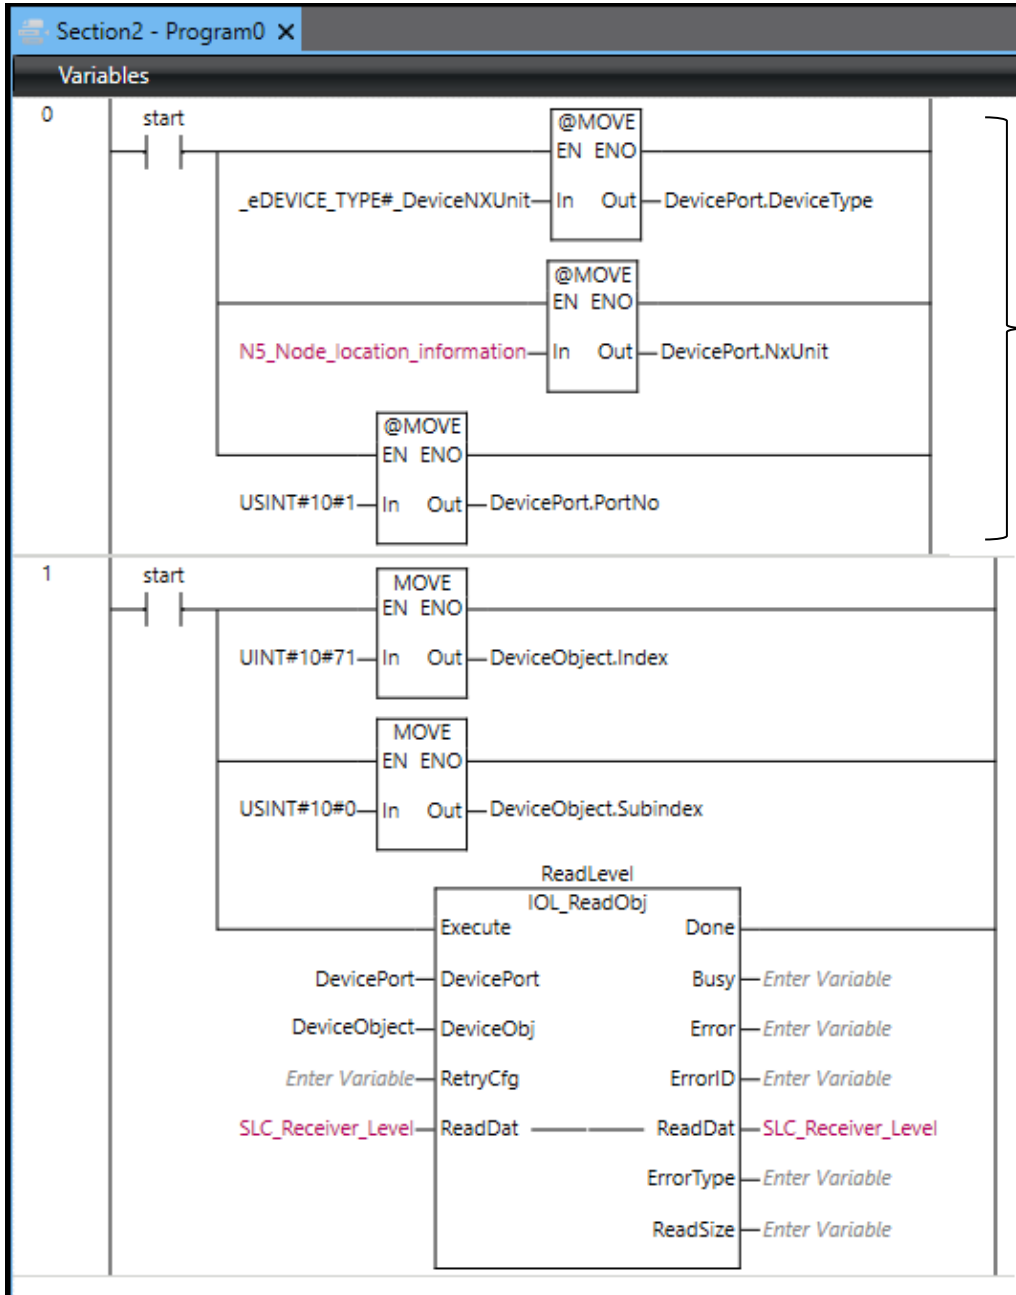 Section2 - Program0 ×
Variables
0
start
@MOVE
EN ENO
_eDEVICE_TYPE#_DeviceNXUnit In Out DevicePort.DeviceType
@MOVE
EN ENO
N5_Node_location_information In Out DevicePort.NxUnit
@MOVE
EN ENO
USINT#10#1 In Out DevicePort.PortNo
1
start
MOVE
EN ENO
UINT#10#71 In Out DeviceObject.Index
MOVE
EN ENO
USINT#10#0 In Out DeviceObject.Subindex
ReadLevel
IOL_ReadObj
Execute Done
DevicePort DevicePort Busy Enter Variable
DeviceObject DeviceObj Error Enter Variable
Enter Variable RetryCfg ErrorID Enter Variable
SLC_Receiver_Level ReadDat ReadDat SLC_Receiver_Level
ErrorType Enter Variable
ReadSize Enter Variable